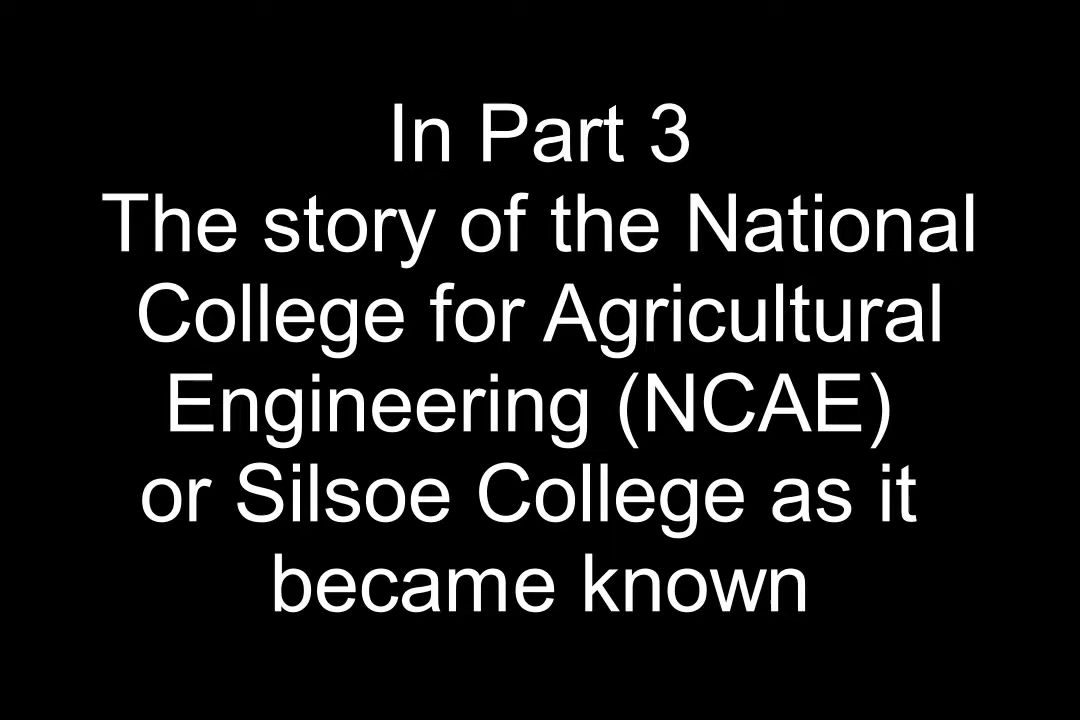 In Part 3
The story of the National
College for Agricultural
Engineering (NCAE)
or Silsoe College as it
became known